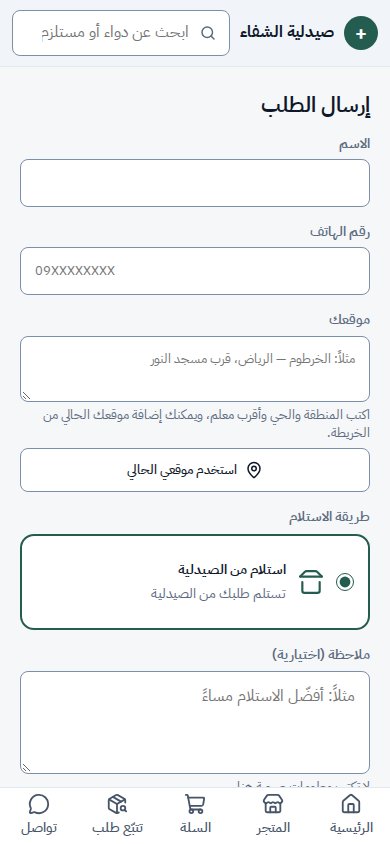 صيدلية الشفاء
ابحث عن دواء أو مستلزم
إرسال الطلب
الاسم
رقم الهاتف
09XXXXXXXX
موقعك
مثلاً: الخرطوم — الرياض، قرب مسجد النور
اكتب المنطقة والحي وأقرب معلم، ويمكنك إضافة موقعك الحالي من
الخريطة.
استخدم موقعي الحالي
طريقة الاستلام
استلام من الصيدلية
تستلم طلبك من الصيدلية
ملاحظة (اختيارية)
مثلاً: أفضّل الاستلام مساءً
الرئيسية
المتجر
السلة
تتبّع طلب
تواصل